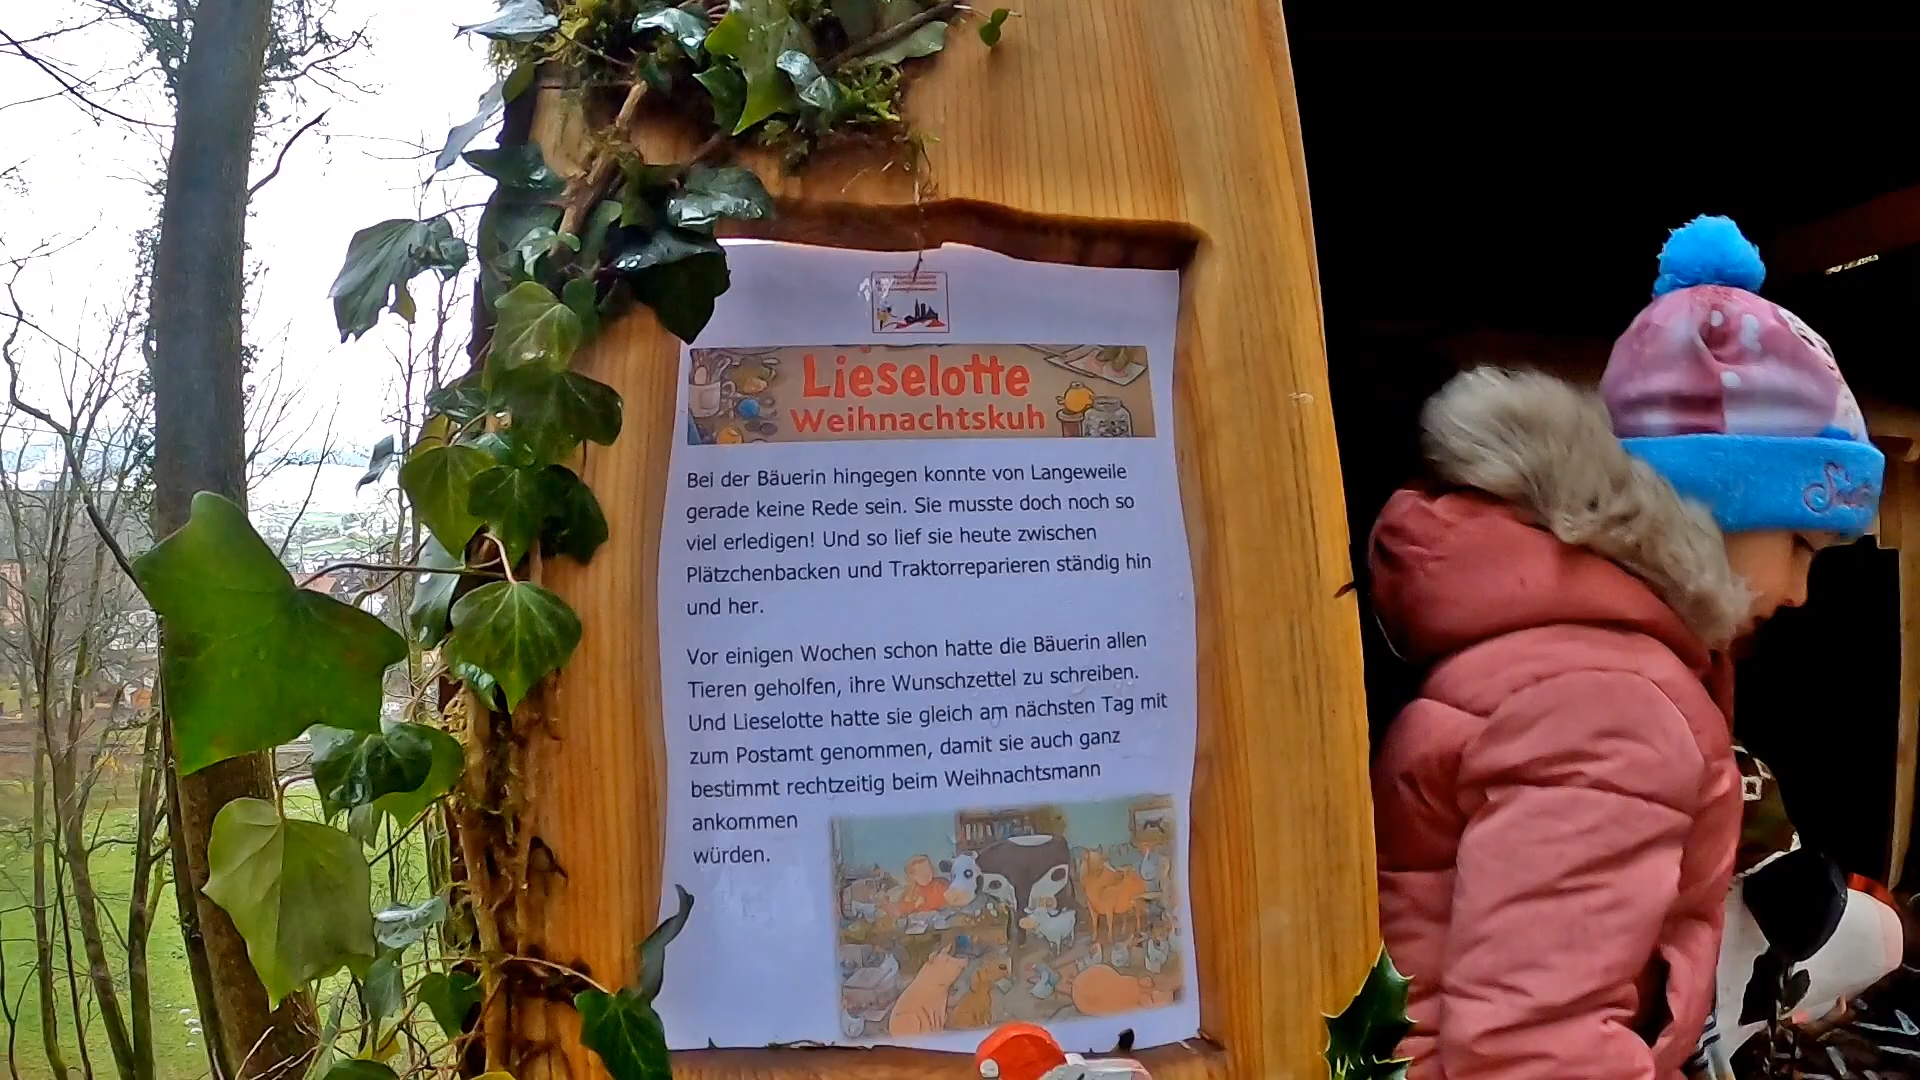 Lieselotte
Weihnachtskuh
Bei der Bäuerin hingegen konnte von Langeweile
gerade keine Rede sein. Sie musste doch noch so
viel erledigen! Und so lief sie heute zwischen
Plätzchenbacken und Traktorreparieren ständig hin
und her.
Vor einigen Wochen schon hatte die Bäuerin allen
Tieren geholfen, ihre Wunschzettel zu schreiben.
Und Lieselotte hatte sie gleich am nächsten Tag mit
zum Postamt genommen, damit sie auch ganz
bestimmt rechtzeitig beim Weihnachtsmann
ankommen
würden.